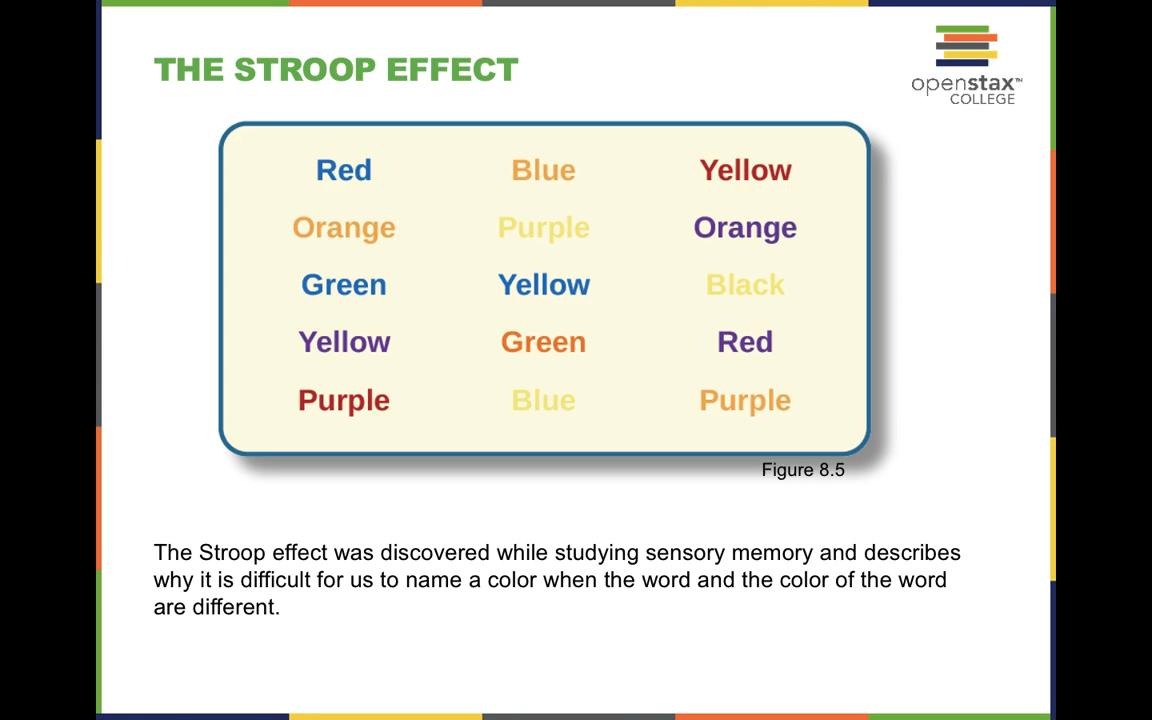 THE STROOP EFFECT
openstax™
COLLEGE
Red Blue Yellow
Orange Purple Orange
Green Yellow Black
Yellow Green Red
Purple Blue Purple
Figure 8.5
The Stroop effect was discovered while studying sensory memory and describes
why it is difficult for us to name a color when the word and the color of the word
are different.